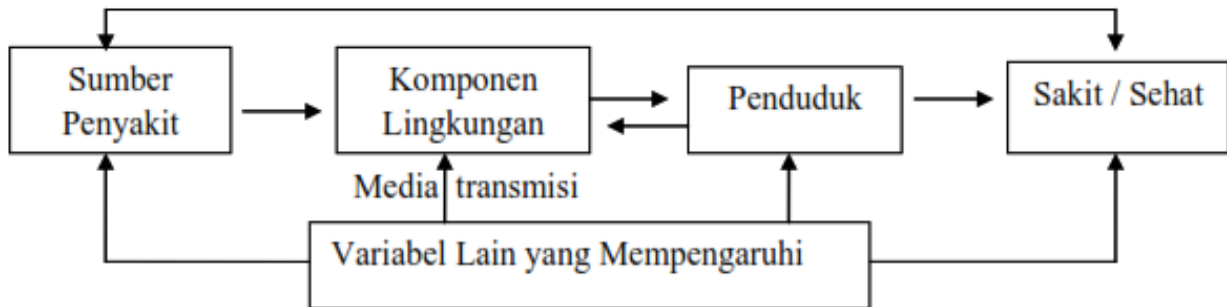 Sumber
Penyakit
Komponen
Lingkungan
Penduduk
Sakit / Sehat
Media transmisi
Variabel Lain yang Mempengaruhi